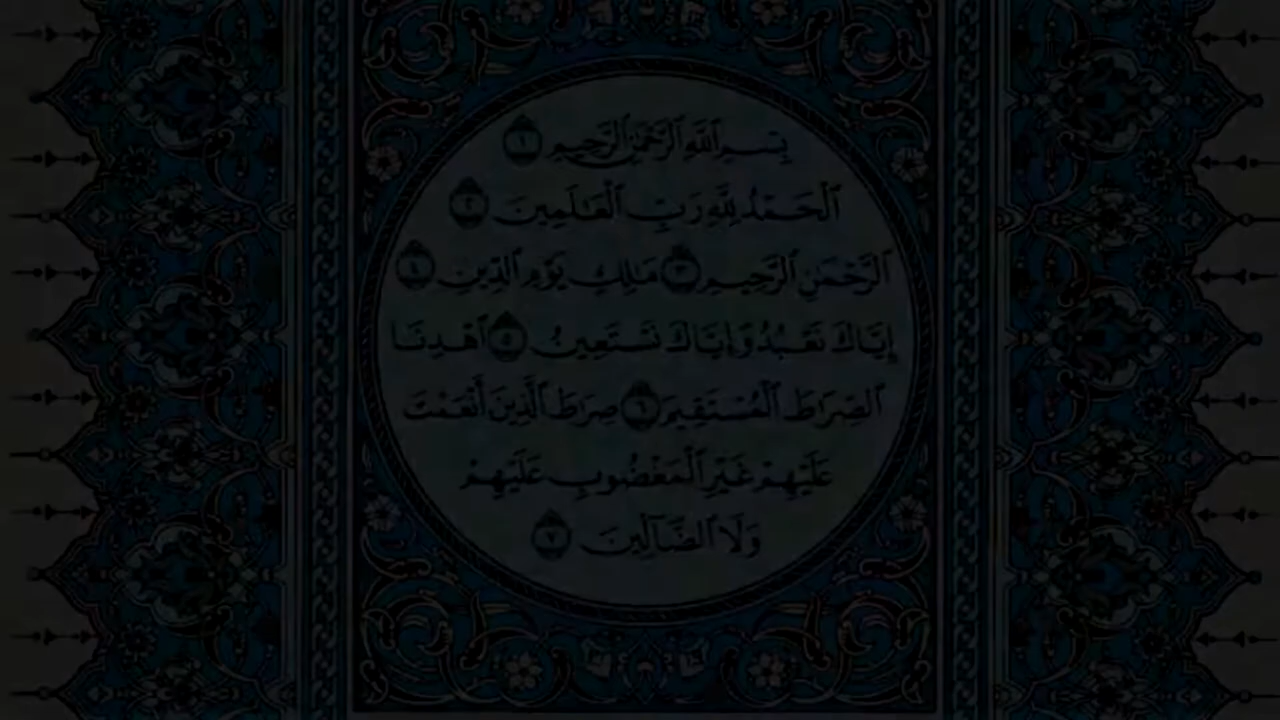 بِسْمِ ٱللَّهِ ٱلرَّحْمَٰنِ ٱلرَّحِيمِ ١
ٱلْحَمْدُ لِلَّهِ رَبِّ ٱلْعَٰلَمِينَ ٢
ٱلرَّحْمَٰنِ ٱلرَّحِيمِ ٣ مَٰلِكِ يَوْمِ ٱلدِّينِ ٤
إِيَّاكَ نَعْبُدُ وَإِيَّاكَ نَسْتَعِينُ ٥ ٱهْدِنَا
ٱلصِّرَٰطَ ٱلْمُسْتَقِيمَ ٦ صِرَٰطَ ٱلَّذِينَ أَنْعَمْتَ
عَلَيْهِمْ غَيْرِ ٱلْمَغْضُوبِ عَلَيْهِمْ
وَلَا ٱلضَّآلِّينَ ٧